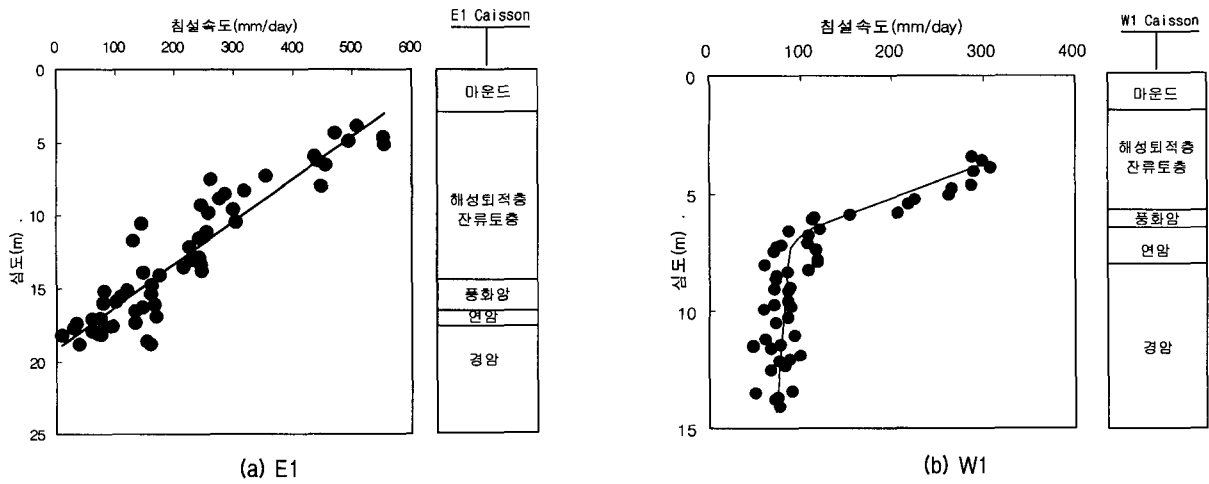 침설속도(mm/day)
0 100 200 300 400 500 600
심도(m)
0
5
10
15
20
25
E1 Caisson
마운드
해성퇴적층
잔류토층
풍화암
연암
경암
(a) E1
침설속도(mm/day)
0 100 200 300 400
심도(m)
0
5
10
15
W1 Caisson
마운드
해성퇴적층
잔류토층
풍화암
연암
경암
(b) W1